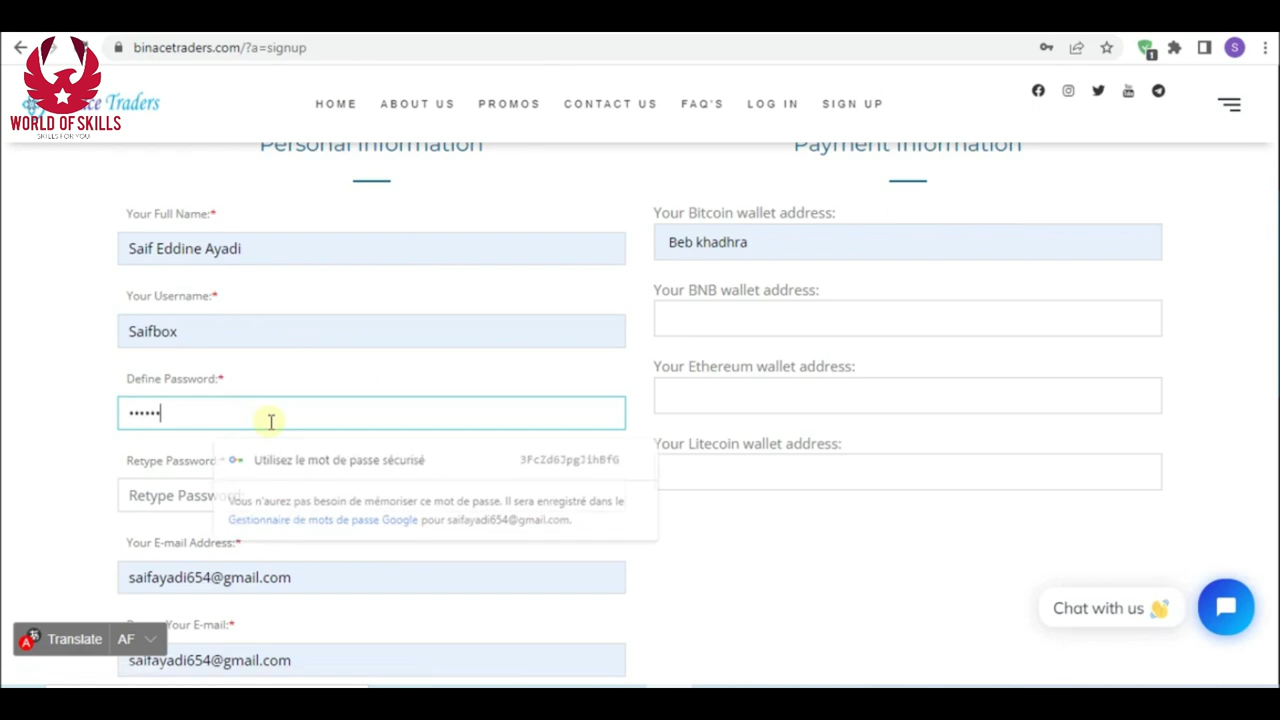 binacetraders.com/?a=signup
1
S
ace Traders
WORLD OF SKILLS
SKILLS FOR YOU
HOME ABOUT US PROMOS CONTACT US FAQ'S LOG IN SIGN UP
Personal Information
Your Full Name:*
Saif Eddine Ayadi
Your Username:*
Saifbox
Define Password:*
••••••
Retype Password
Utilisez le mot de passe sécurisé
Retype Password:
Vous n'aurez pas besoin de mémoriser ce mot de passe. Il sera enregistré dans le
Gestionnaire de mots de passe Google pour saifayadi654@gmail.com.
Your E-mail Address:*
saifayadi654@gmail.com
Your E-mail:*
saifayadi654@gmail.com
Payment Information
Your Bitcoin wallet address:
Beb khadhra
Your BNB wallet address:
Your Ethereum wallet address:
Your Litecoin wallet address:
Chat with us 👋
Translate AF